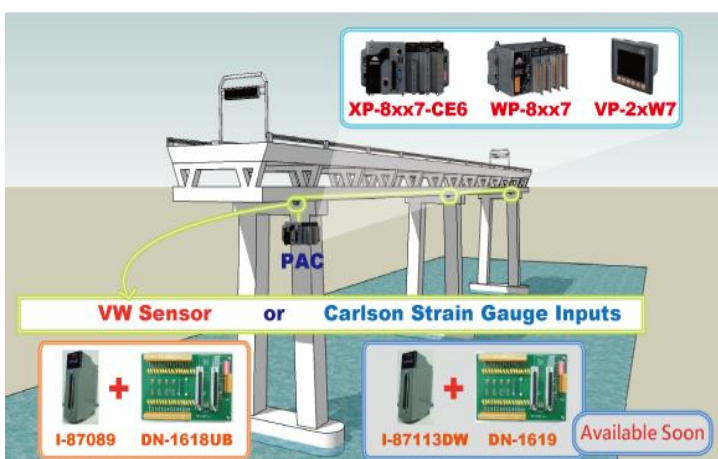 XP-8xx7-CE6 WP-8xx7 VP-2xW7
PAC
VW Sensor or Carlson Strain Gauge Inputs
I-87089 + DN-1618UB
I-87113DW + DN-1619
Available Soon